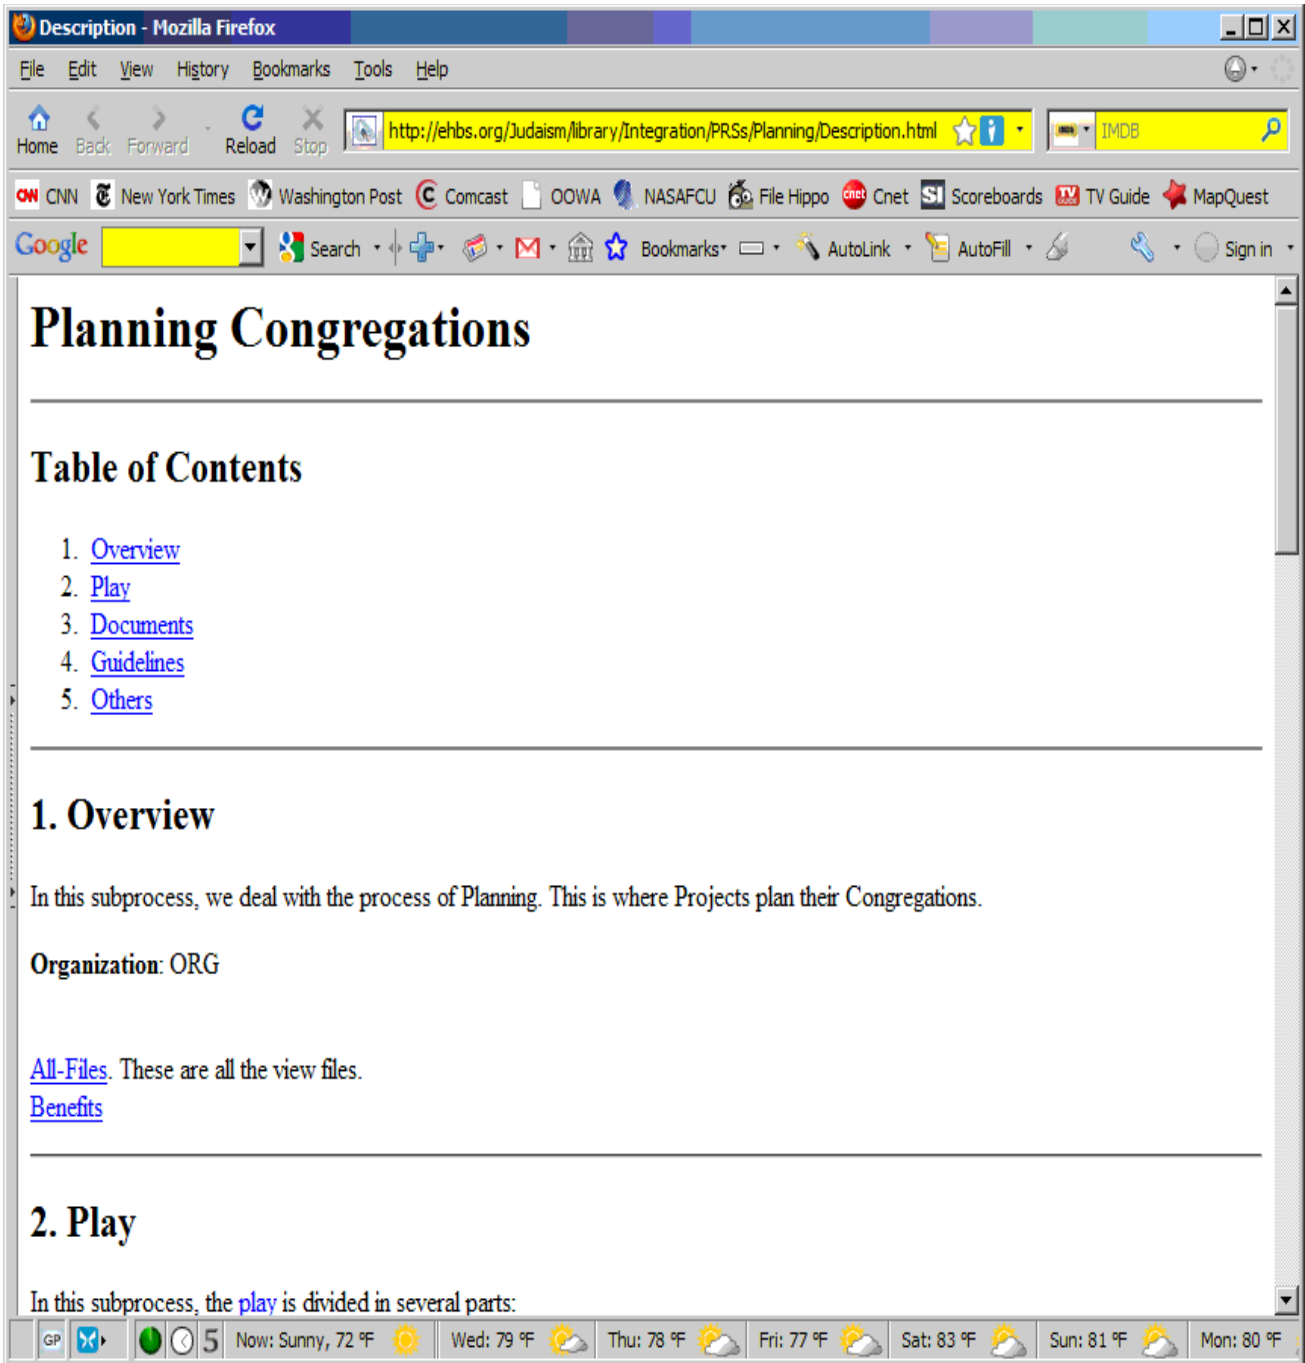 Description - Mozilla Firefox
File Edit View History Bookmarks Tools Help
Home Back Forward Reload Stop http://ehbs.org/Judaism/library/Integration/PRSs/Planning/Description.html IMDB
CNN CNN New York Times Washington Post Comcast OOWA NASAFCU File Hippo cnet Cnet SI Scoreboards TV GUIDE TV Guide MapQuest
Google Search Bookmarks AutoLink AutoFill Sign in
Planning Congregations
Table of Contents
1. Overview
2. Play
3. Documents
4. Guidelines
5. Others
1. Overview
In this subprocess, we deal with the process of Planning. This is where Projects plan their Congregations.
Organization: ORG
All-Files. These are all the view files.
Benefits
2. Play
In this subprocess, the play is divided in several parts:
GP 5 Now: Sunny, 72 °F Wed: 79 °F Thu: 78 °F Fri: 77 °F Sat: 83 °F Sun: 81 °F Mon: 80 °F